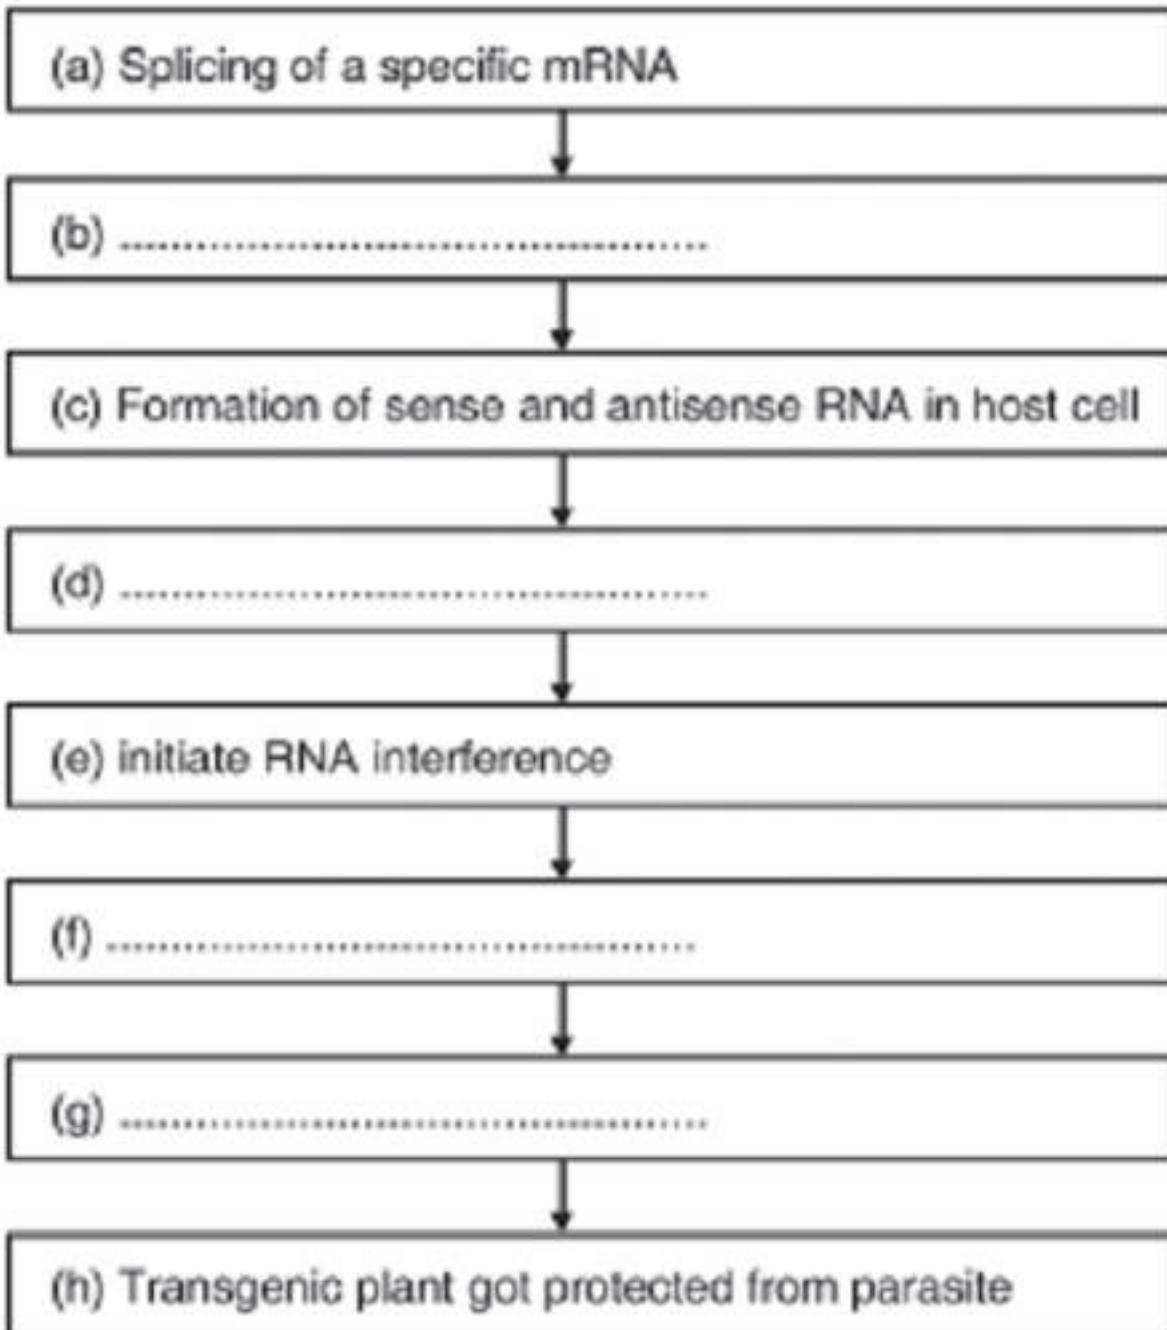 (a) Splicing of a specific mRNA
(b) ..............................................
(c) Formation of sense and antisense RNA in host cell
(d) ..............................................
(e) initiate RNA interference
(f) ..............................................
(g) ..............................................
(h) Transgenic plant got protected from parasite